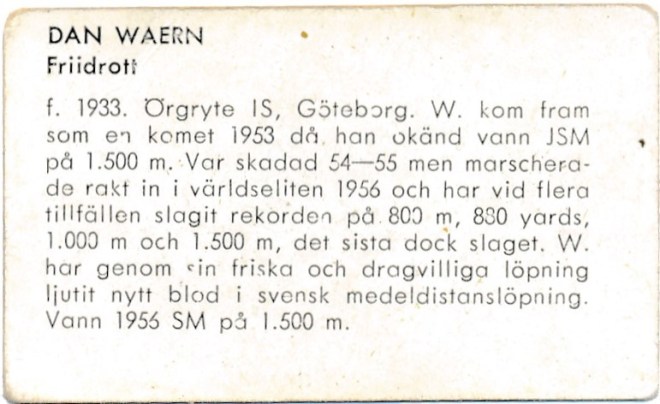 DAN WAERN
Friidrott
f. 1933. Örgryte IS, Göteborg. W. kom fram
som en komet 1953 då han okänd vann JSM
på 1.500 m. Var skadad 54—55 men marschera-
de rakt in i världseliten 1956 och har vid flera
tillfällen slagit rekorden på 800 m, 880 yards,
1.000 m och 1.500 m, det sista dock slaget. W.
har genom sin friska och dragvilliga löpning
ljutit nytt blod i svensk medeldistanslöpning.
Vann 1956 SM på 1.500 m.